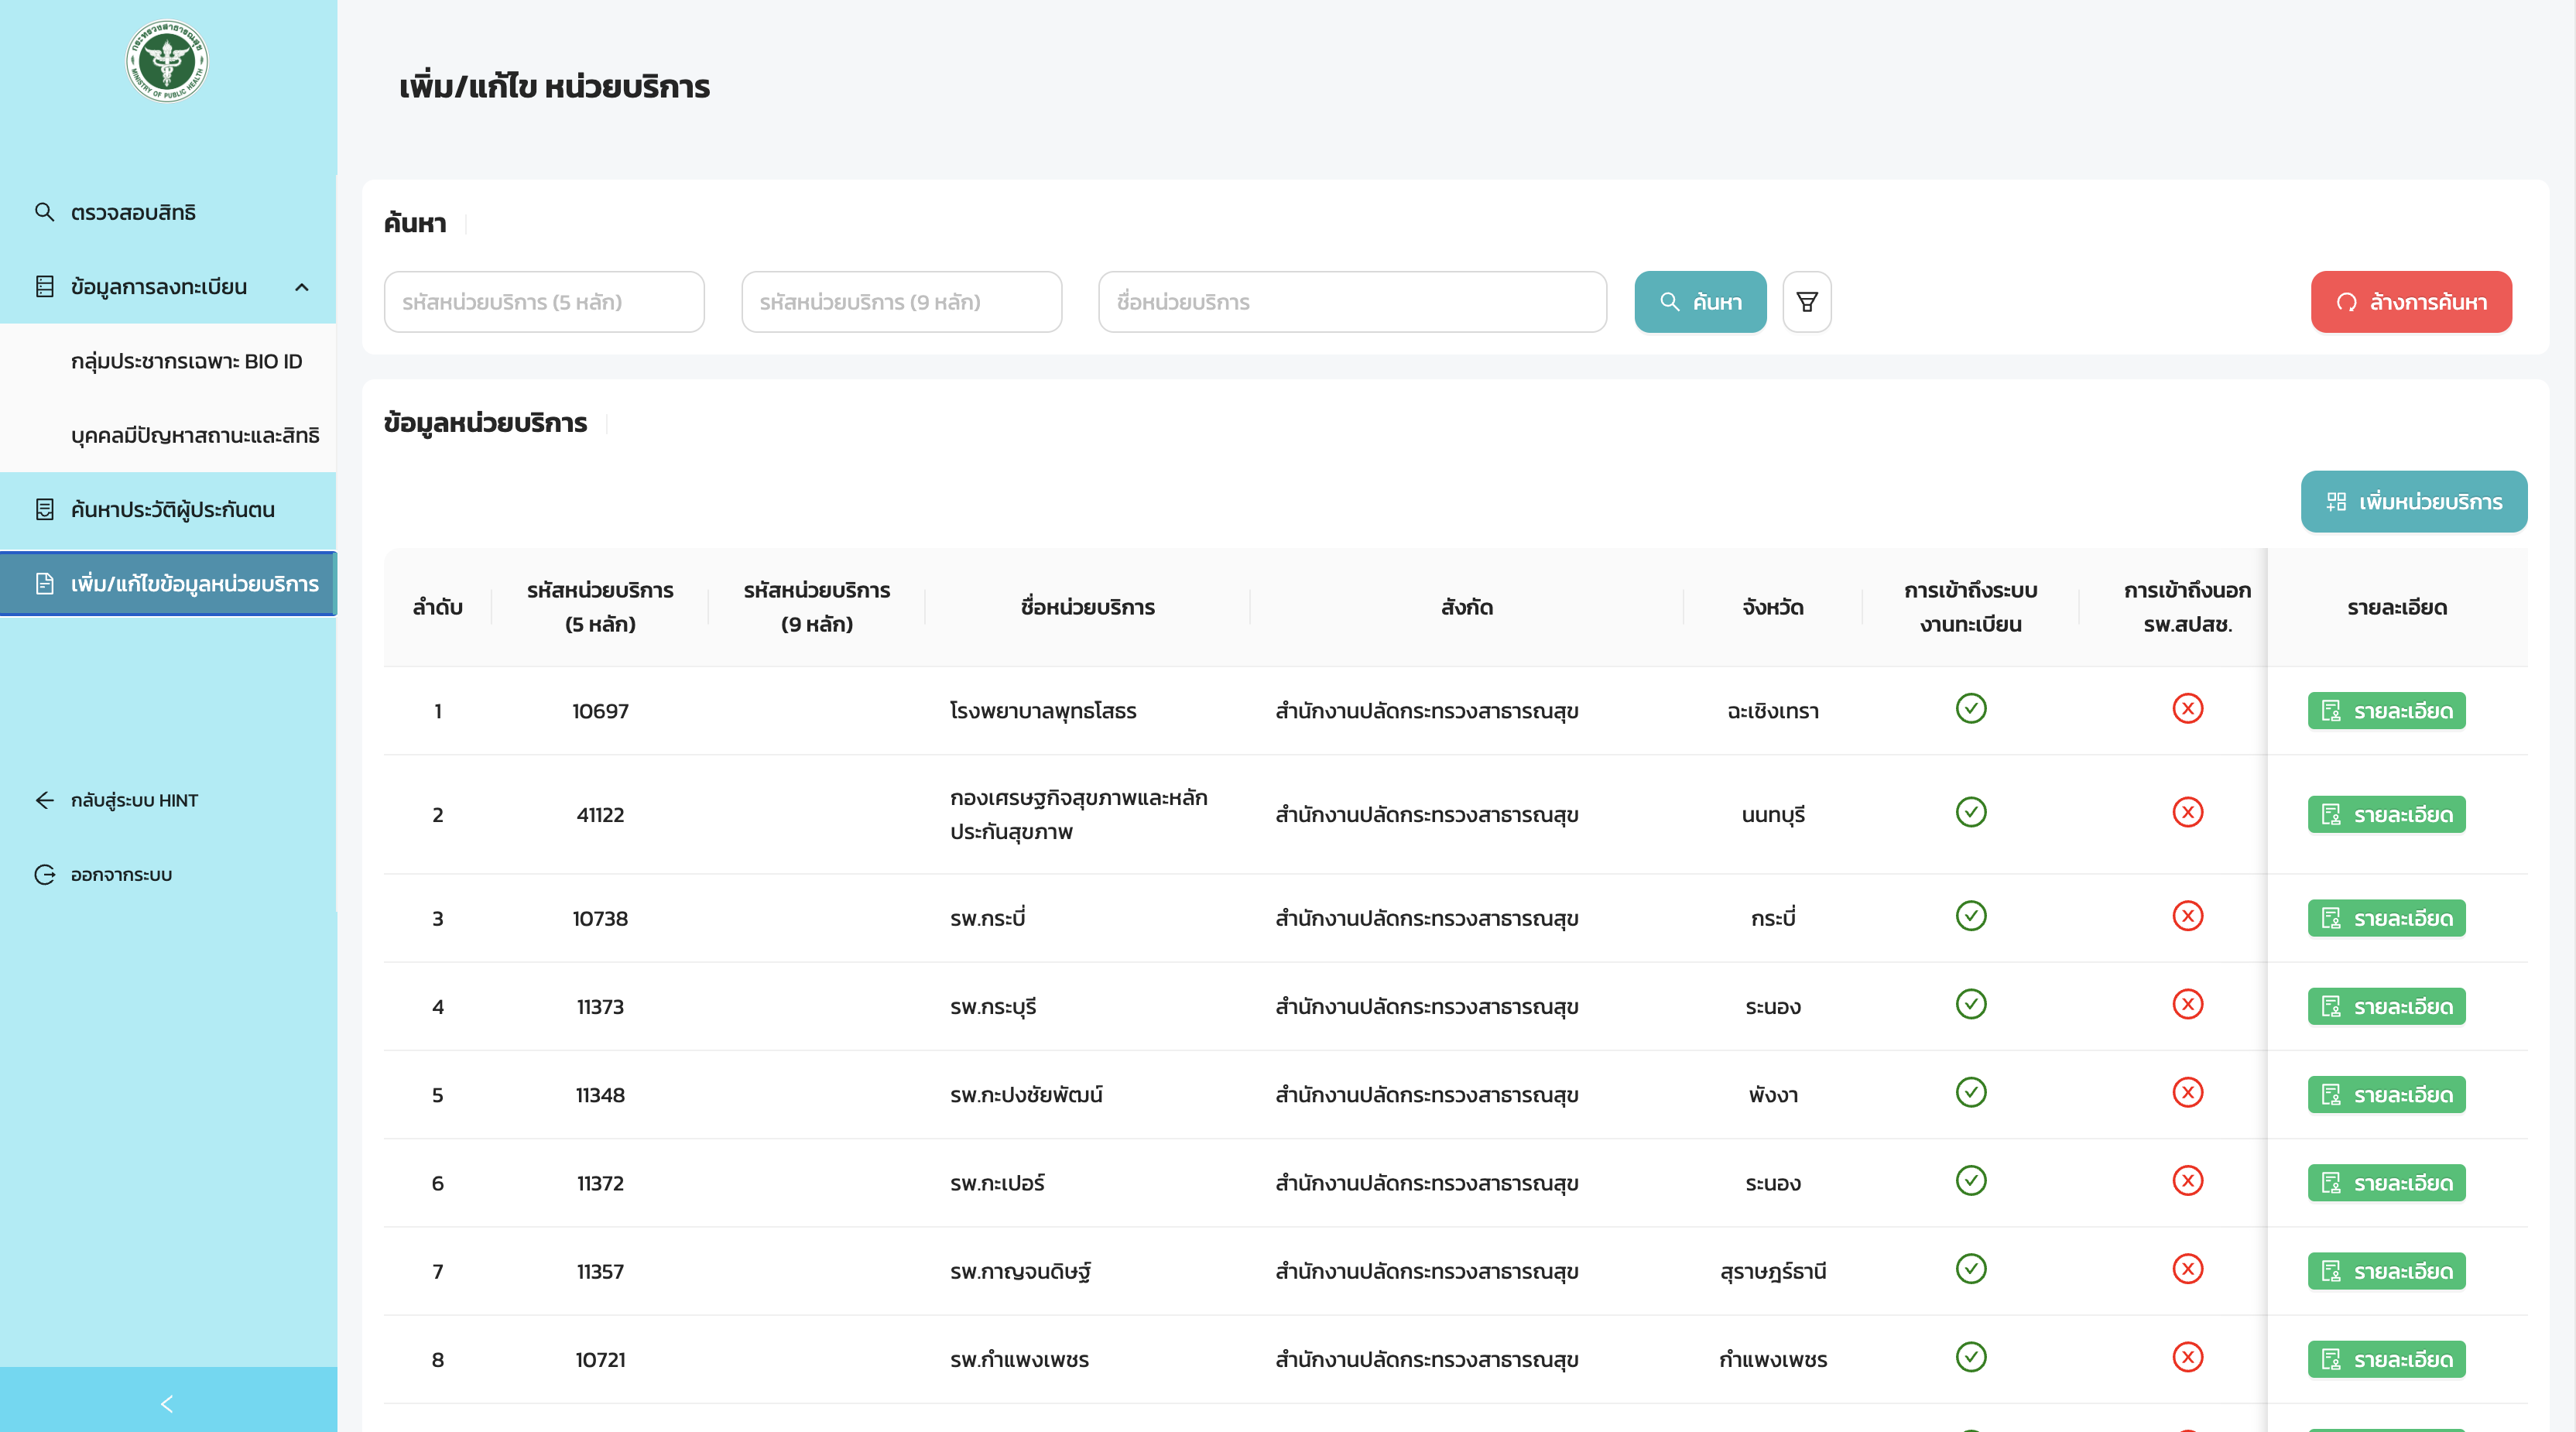 กระทรวงสาธารณสุข
MINISTRY OF PUBLIC HEALTH
ตรวจสอบสิทธิ
ข้อมูลการลงทะเบียน
กลุ่มประชากรเฉพาะ BIO ID
บุคคลมีปัญหาสถานะและสิทธิ
ค้นหาประวัติผู้ประกันตน
เพิ่ม/แก้ไขข้อมูลหน่วยบริการ
กลับสู่ระบบ HINT
ออกจากระบบ
เพิ่ม/แก้ไข หน่วยบริการ
ค้นหา
รหัสหน่วยบริการ (5 หลัก) รหัสหน่วยบริการ (9 หลัก) ชื่อหน่วยบริการ ค้นหา ล้างการค้นหา
ข้อมูลหน่วยบริการ
เพิ่มหน่วยบริการ
ลำดับ รหัสหน่วยบริการ (5 หลัก) รหัสหน่วยบริการ (9 หลัก) ชื่อหน่วยบริการ สังกัด จังหวัด การเข้าถึงระบบงานทะเบียน การเข้าถึงนอก รพ.สปสช. รายละเอียด
1 10697 โรงพยาบาลพุทธโสธร สำนักงานปลัดกระทรวงสาธารณสุข ฉะเชิงเทรา รายละเอียด
2 41122 กองเศรษฐกิจสุขภาพและหลักประกันสุขภาพ สำนักงานปลัดกระทรวงสาธารณสุข นนทบุรี รายละเอียด
3 10738 รพ.กระบี่ สำนักงานปลัดกระทรวงสาธารณสุข กระบี่ รายละเอียด
4 11373 รพ.กระบุรี สำนักงานปลัดกระทรวงสาธารณสุข ระนอง รายละเอียด
5 11348 รพ.กะปงชัยพัฒน์ สำนักงานปลัดกระทรวงสาธารณสุข พังงา รายละเอียด
6 11372 รพ.กะเปอร์ สำนักงานปลัดกระทรวงสาธารณสุข ระนอง รายละเอียด
7 11357 รพ.กาญจนดิษฐ์ สำนักงานปลัดกระทรวงสาธารณสุข สุราษฎร์ธานี รายละเอียด
8 10721 รพ.กำแพงเพชร สำนักงานปลัดกระทรวงสาธารณสุข กำแพงเพชร รายละเอียด